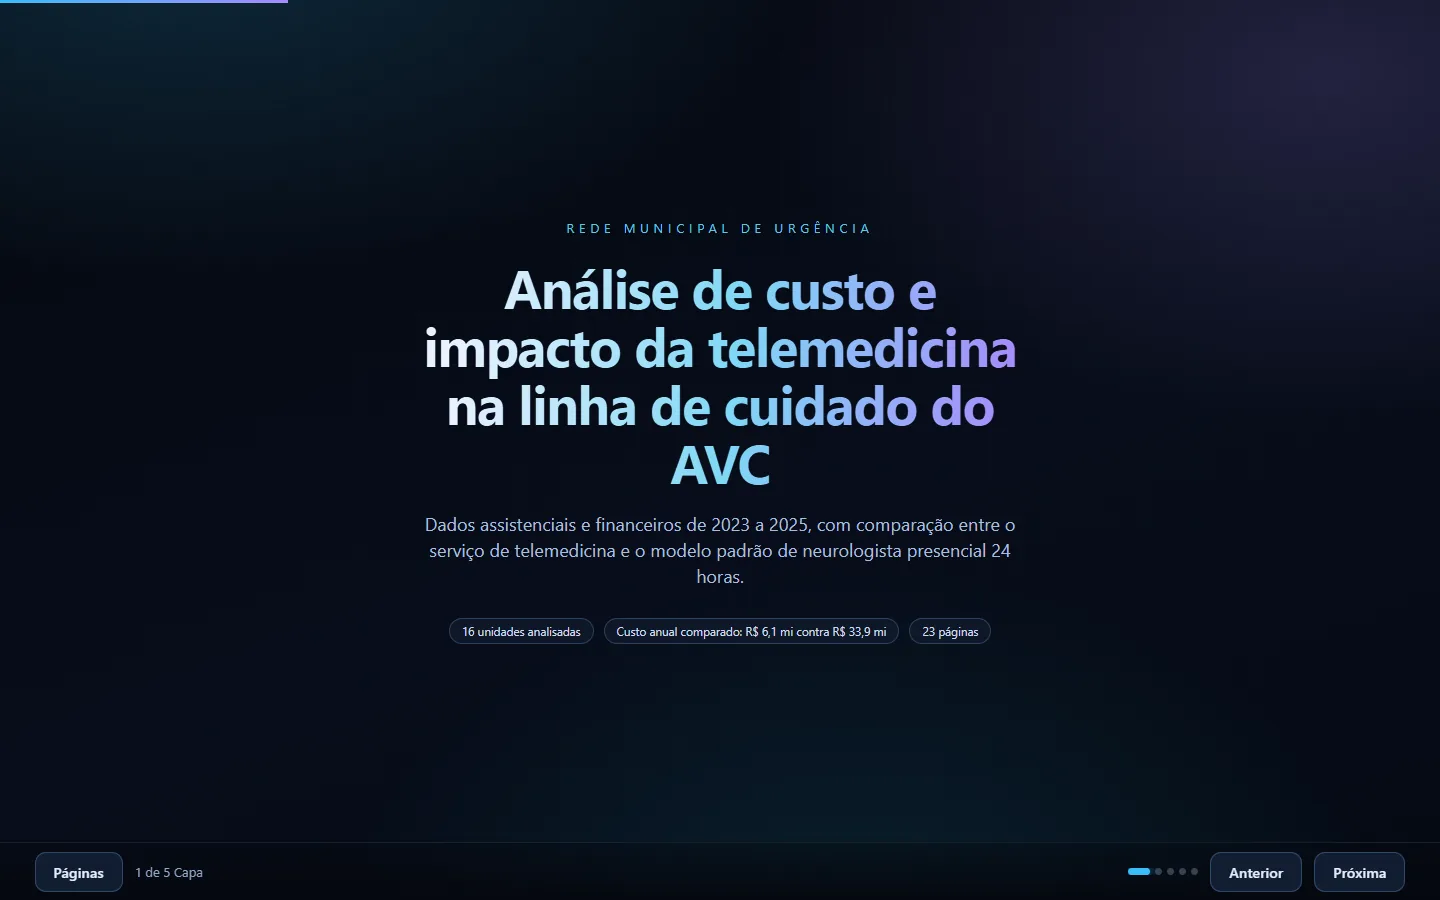 REDE MUNICIPAL DE URGÊNCIA
Análise de custo e
impacto da telemedicina
na linha de cuidado do
AVC
Dados assistenciais e financeiros de 2023 a 2025, com comparação entre o
serviço de telemedicina e o modelo padrão de neurologista presencial 24
horas.
16 unidades analisadas
Custo anual comparado: R$ 6,1 mi contra R$ 33,9 mi
23 páginas
Páginas
1 de 5 Capa
Anterior
Próxima